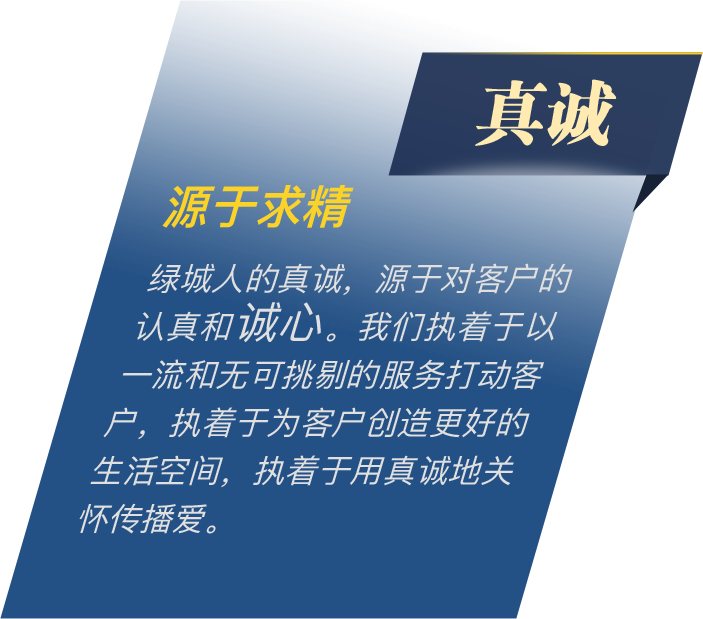 真诚
源于求精
绿城人的真诚，源于对客户的
认真和诚心。我们执着于以
一流和无可挑剔的服务打动客
户，执着于为客户创造更好的
生活空间，执着于用真诚地关
怀传播爱。